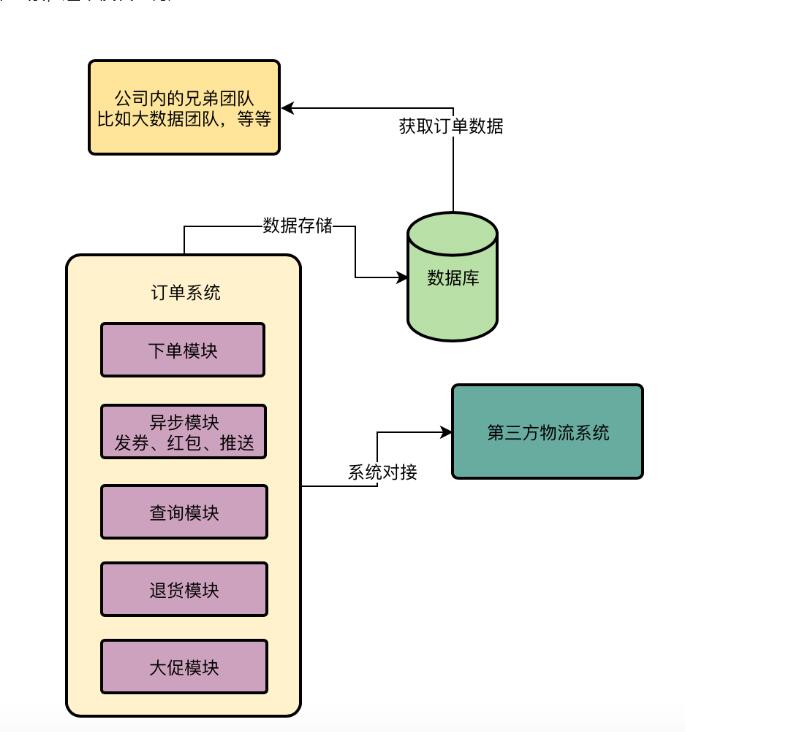 公司内的兄弟团队
比如大数据团队，等等
获取订单数据
数据存储
数据库
订单系统
下单模块
异步模块
发券、红包、推送
查询模块
退货模块
大促模块
系统对接
第三方物流系统